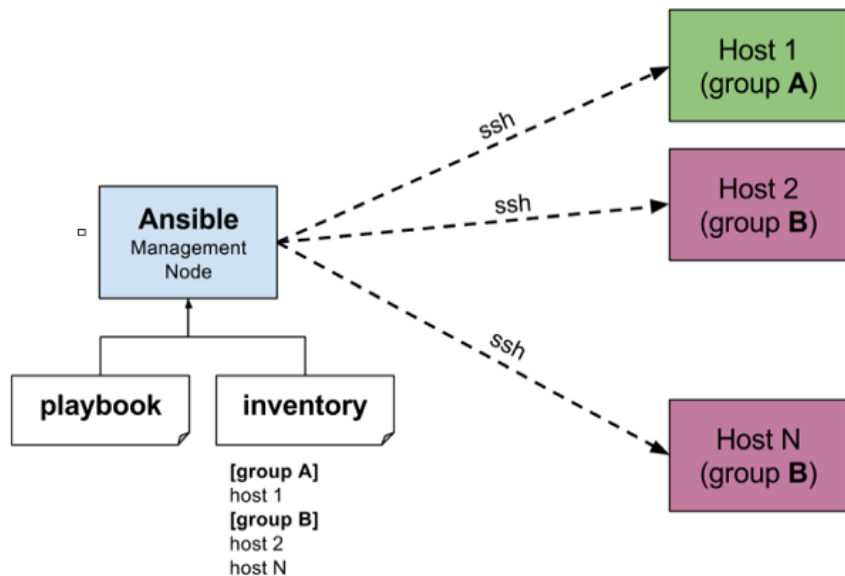 Host 1
(group A)
ssh
Host 2
(group B)
ssh
Ansible
Management
Node
ssh
playbook
inventory
Host N
(group B)
[group A]
host 1
[group B]
host 2
host N